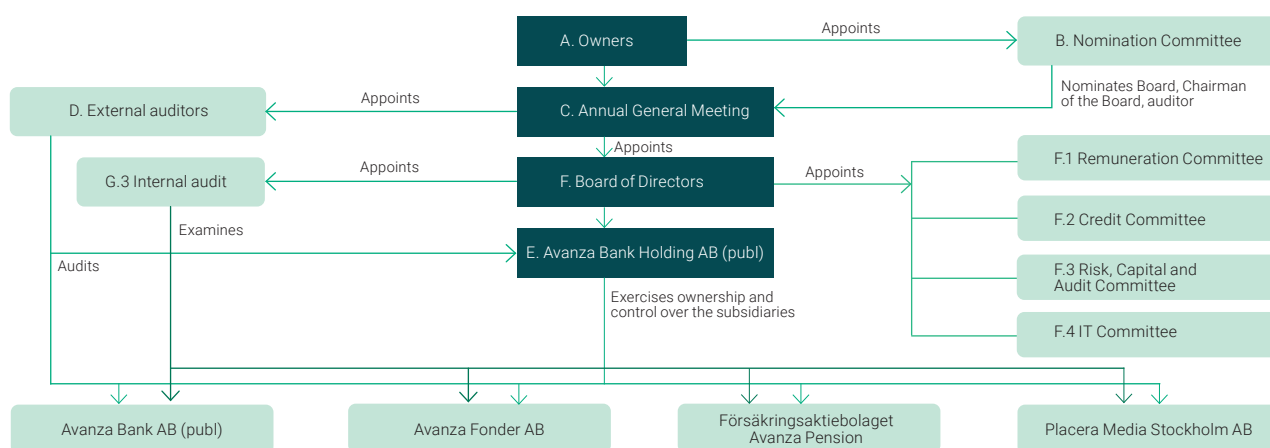 A. Owners
Appoints
B. Nomination Committee
Nominates Board, Chairman
of the Board, auditor
D. External auditors
Appoints
C. Annual General Meeting
Appoints
G.3 Internal audit
Appoints
F. Board of Directors
Appoints
F.1 Remuneration Committee
F.2 Credit Committee
F.3 Risk, Capital and
Audit Committee
F.4 IT Committee
Examines
Audits
E. Avanza Bank Holding AB (publ)
Exercises ownership and
control over the subsidiaries
Avanza Bank AB (publ)
Avanza Fonder AB
Försäkringsaktiebolaget
Avanza Pension
Placera Media Stockholm AB